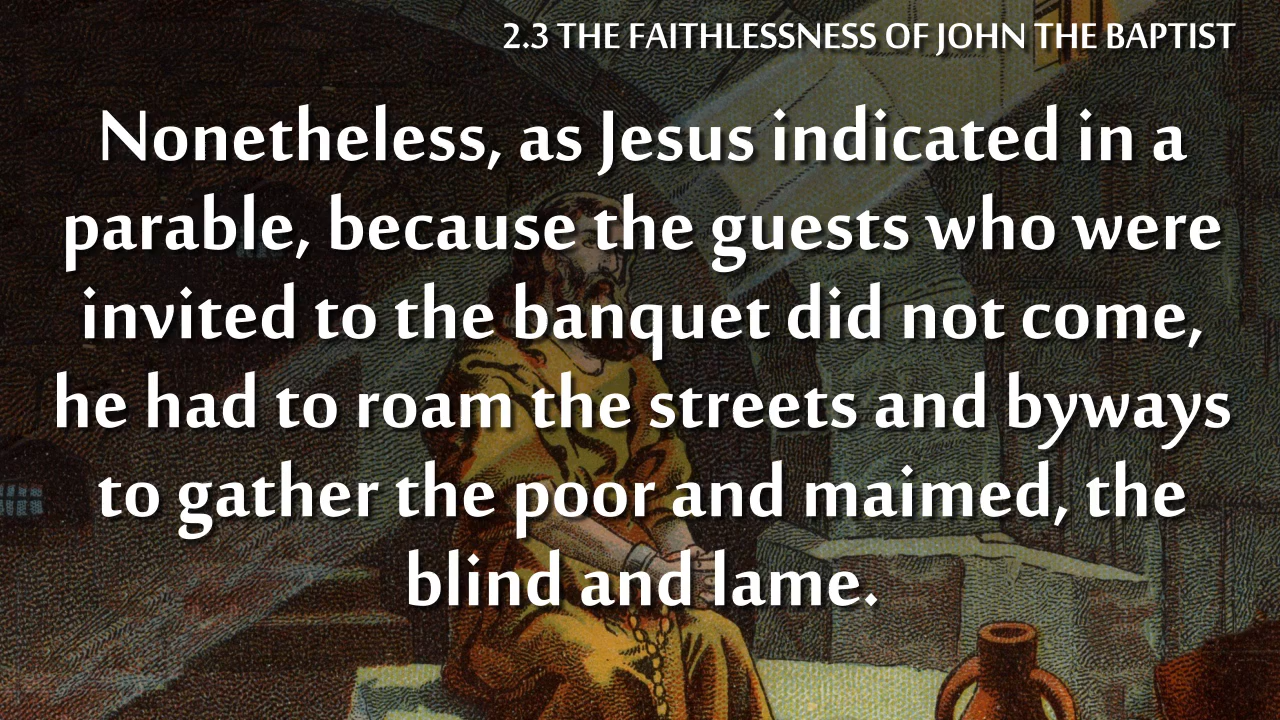 2.3 THE FAITHLESSNESS OF JOHN THE BAPTIST
Nonetheless, as Jesus indicated in a
parable, because the guests who were
invited to the banquet did not come,
he had to roam the streets and byways
to gather the poor and maimed, the
blind and lame.